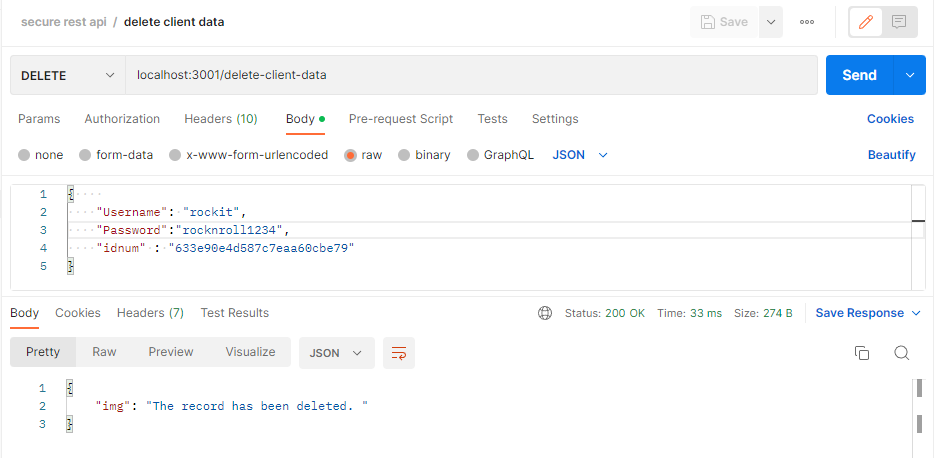 secure rest api / delete client data
Save
DELETE localhost:3001/delete-client-data Send
Params Authorization Headers (10) Body Pre-request Script Tests Settings Cookies
none form-data x-www-form-urlencoded raw binary GraphQL JSON Beautify
1 {
2 "Username": "rockit",
3 "Password":"rocknroll1234",
4 "idnum" : "633e90e4d587c7eaa60cbe79"
5 }
Body Cookies Headers (7) Test Results Status: 200 OK Time: 33 ms Size: 274 B Save Response
Pretty Raw Preview Visualize JSON
1 {
2 "img": "The record has been deleted. "
3 }